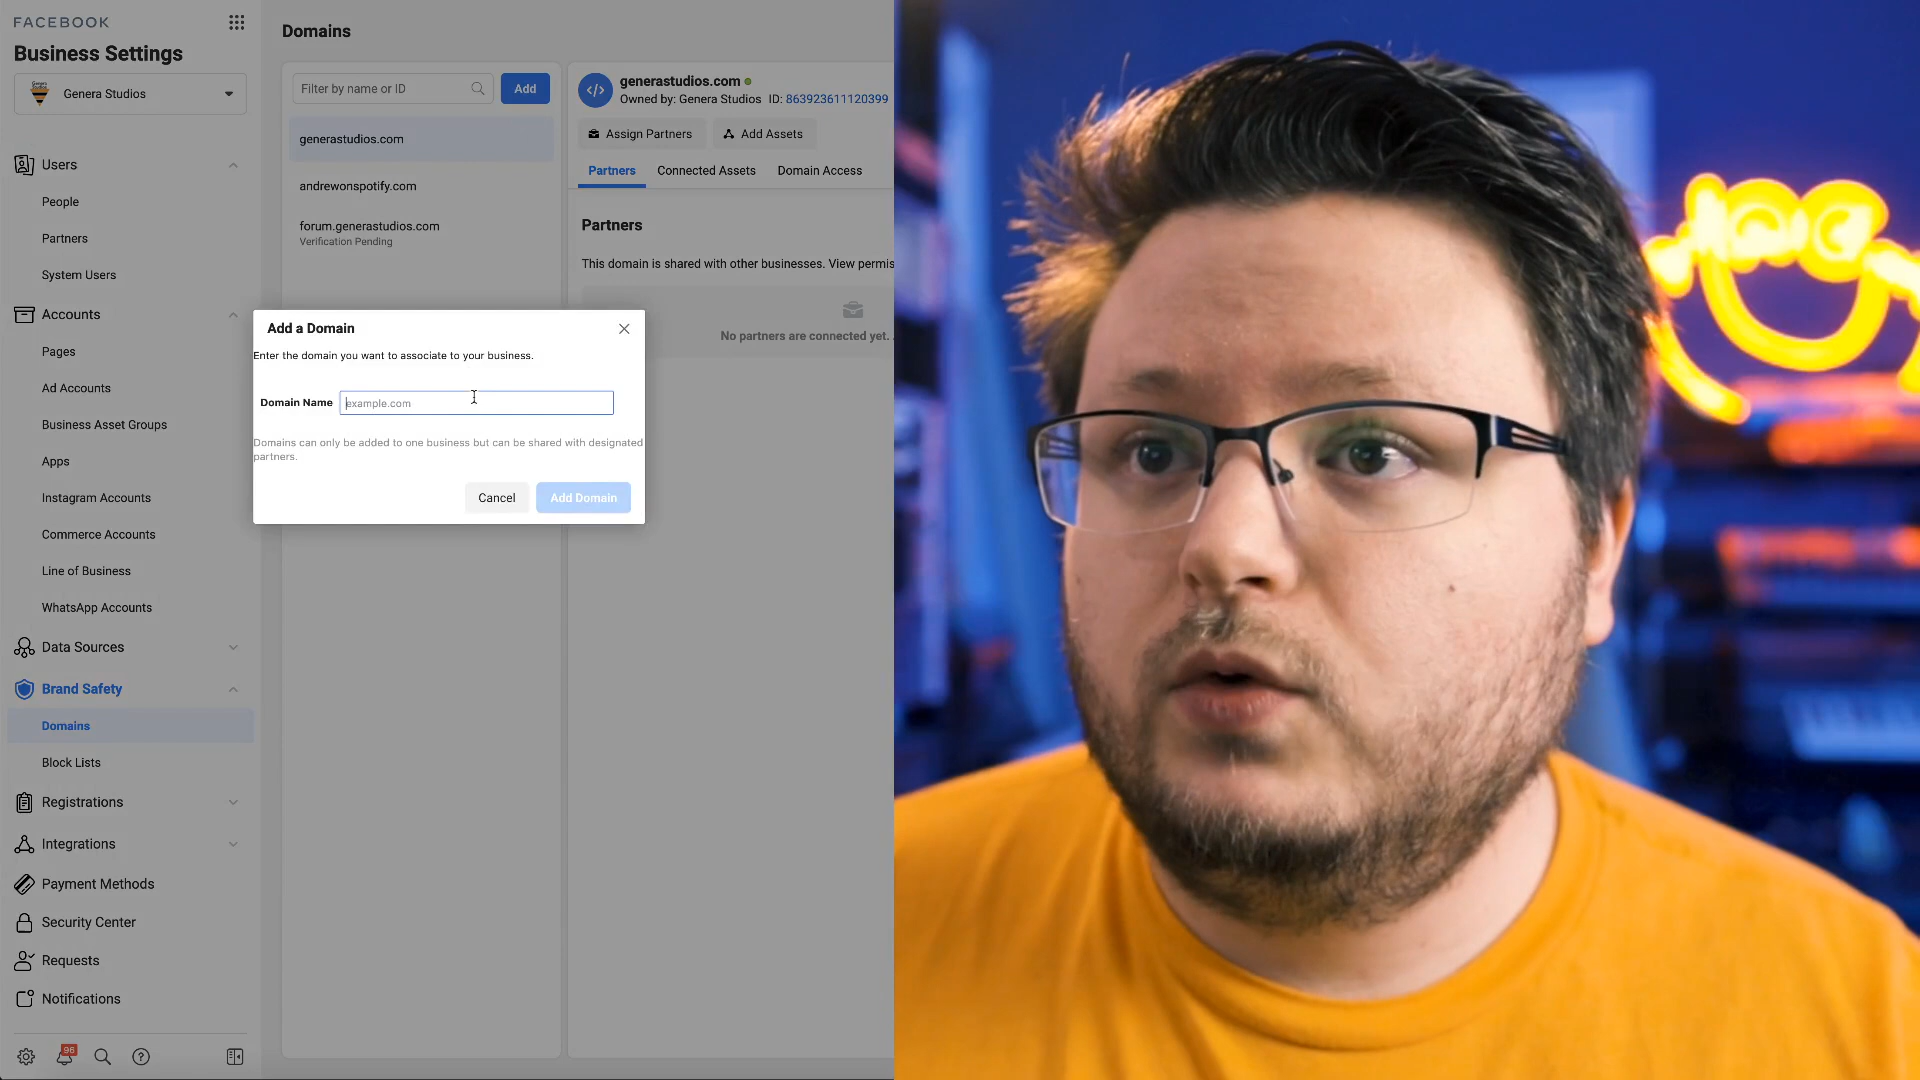 FACEBOOK
Business Settings
Genera Studios
Users
People
Partners
System Users
Accounts
Pages
Ad Accounts
Business Asset Groups
Apps
Instagram Accounts
Commerce Accounts
Line of Business
WhatsApp Accounts
Data Sources
Brand Safety
Domains
Block Lists
Registrations
Integrations
Payment Methods
Security Center
Requests
Notifications
96
Domains
Filter by name or ID
Add
generastudios.com
andrewonspotify.com
forum.generastudios.com
Verification Pending
generastudios.com
Owned by: Genera Studios ID: 863923611120399
Assign Partners Add Assets
Partners Connected Assets Domain Access
Partners
This domain is shared with other businesses. View permis
No partners are connected yet.
Add a Domain
Enter the domain you want to associate to your business.
Domain Name example.com
Domains can only be added to one business but can be shared with designated
partners.
Cancel Add Domain